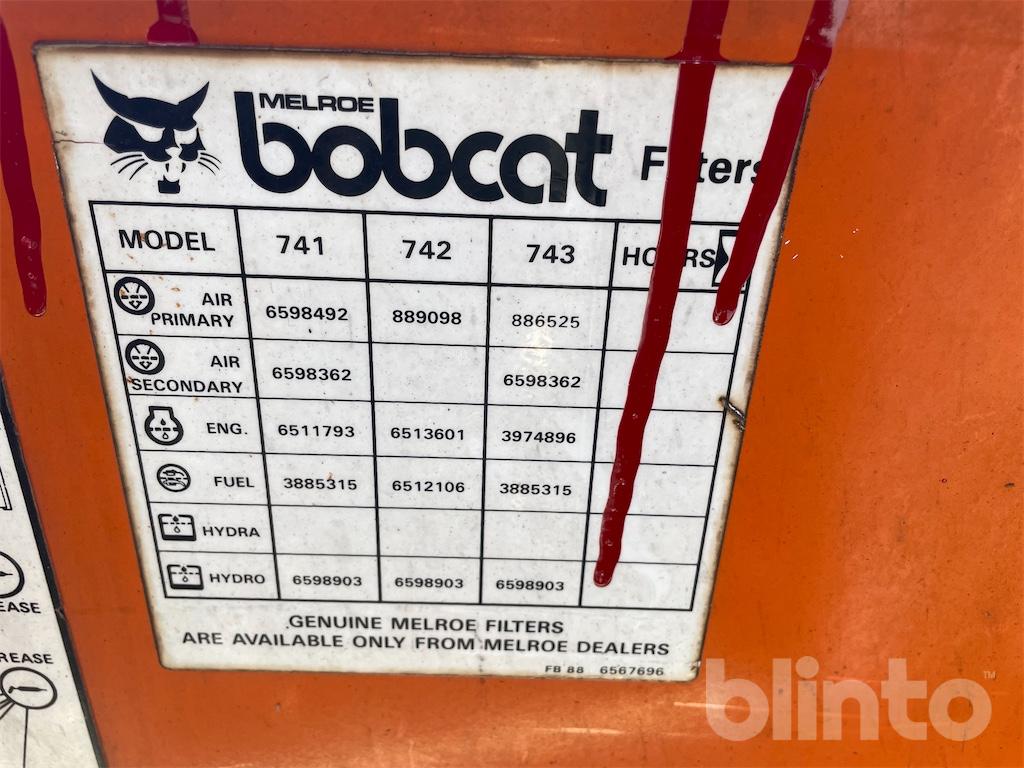 MELROE
bobcat Filters
MODEL 741 742 743 HOURS
AIR PRIMARY 6598492 889098 886525
AIR SECONDARY 6598362 6598362
ENG. 6511793 6513601 3974896
FUEL 3885315 6512106 3885315
HYDRA
HYDRO 6598903 6598903 6598903
GENUINE MELROE FILTERS
ARE AVAILABLE ONLY FROM MELROE DEALERS
FB 88 6567696
EASE
REASE
blinto™